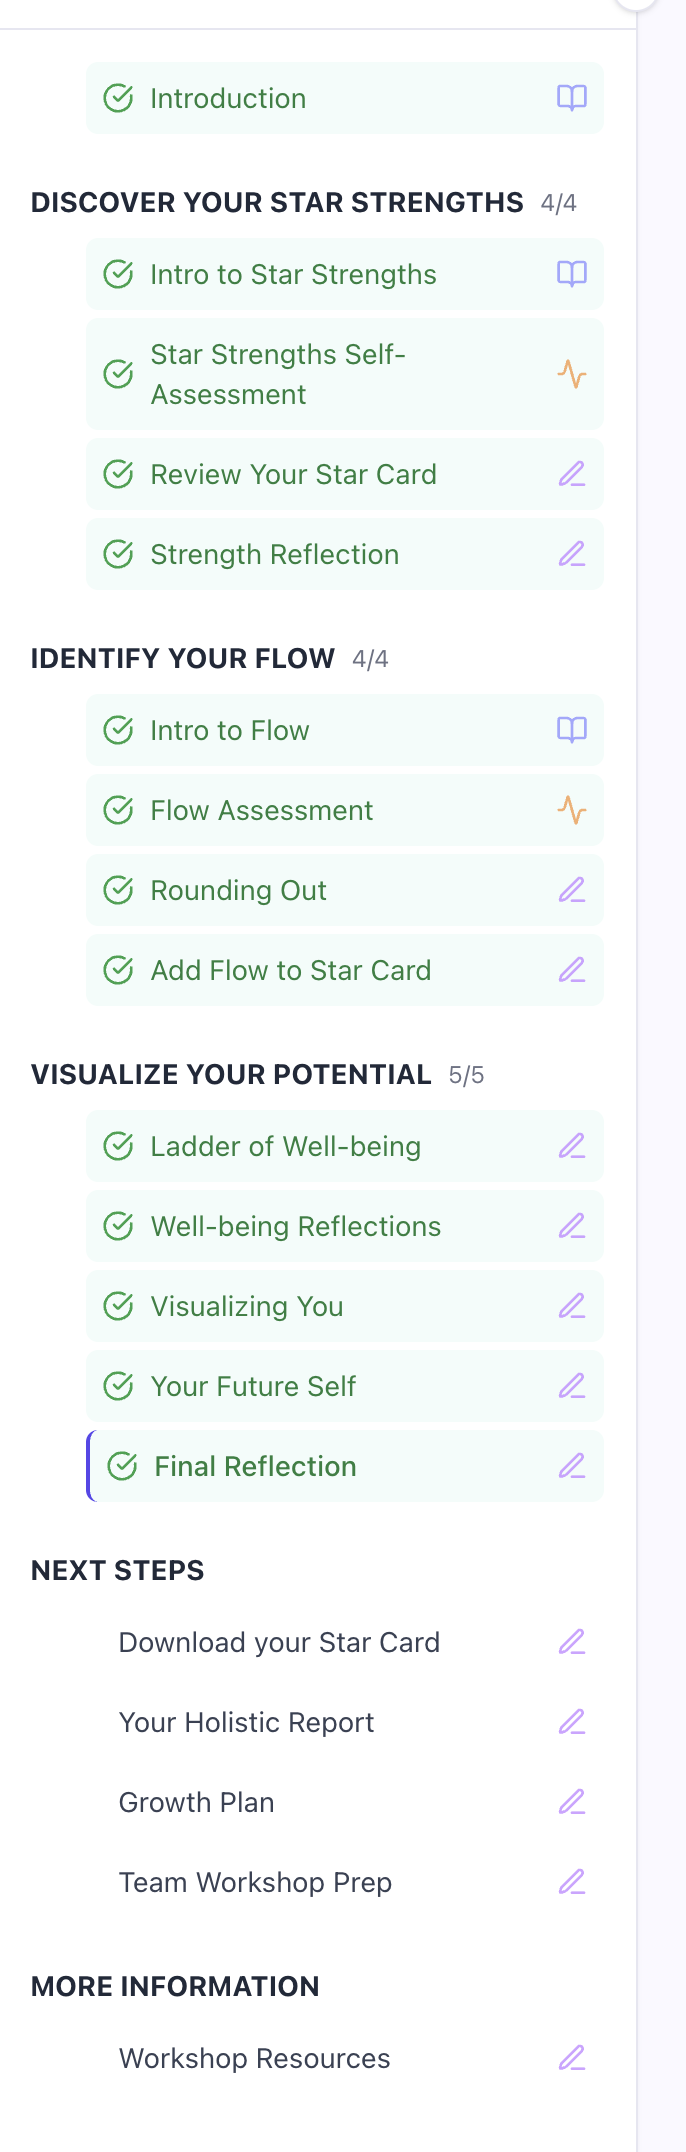 Introduction
DISCOVER YOUR STAR STRENGTHS 4/4
Intro to Star Strengths
Star Strengths Self-
Assessment
Review Your Star Card
Strength Reflection
IDENTIFY YOUR FLOW 4/4
Intro to Flow
Flow Assessment
Rounding Out
Add Flow to Star Card
VISUALIZE YOUR POTENTIAL 5/5
Ladder of Well-being
Well-being Reflections
Visualizing You
Your Future Self
Final Reflection
NEXT STEPS
Download your Star Card
Your Holistic Report
Growth Plan
Team Workshop Prep
MORE INFORMATION
Workshop Resources